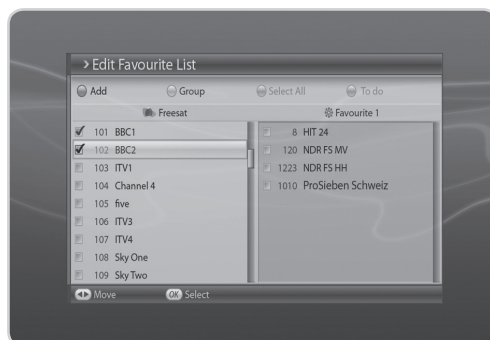 Edit Favourite List
Add Group Select All To do
Freesat Favourite 1
101 BBC1
102 BBC2
103 ITV1
104 Channel 4
105 five
106 ITV3
107 ITV4
108 Sky One
109 Sky Two
8 HIT 24
120 NDR FS MV
1223 NDR FS HH
1010 ProSieben Schweiz
Move OK Select